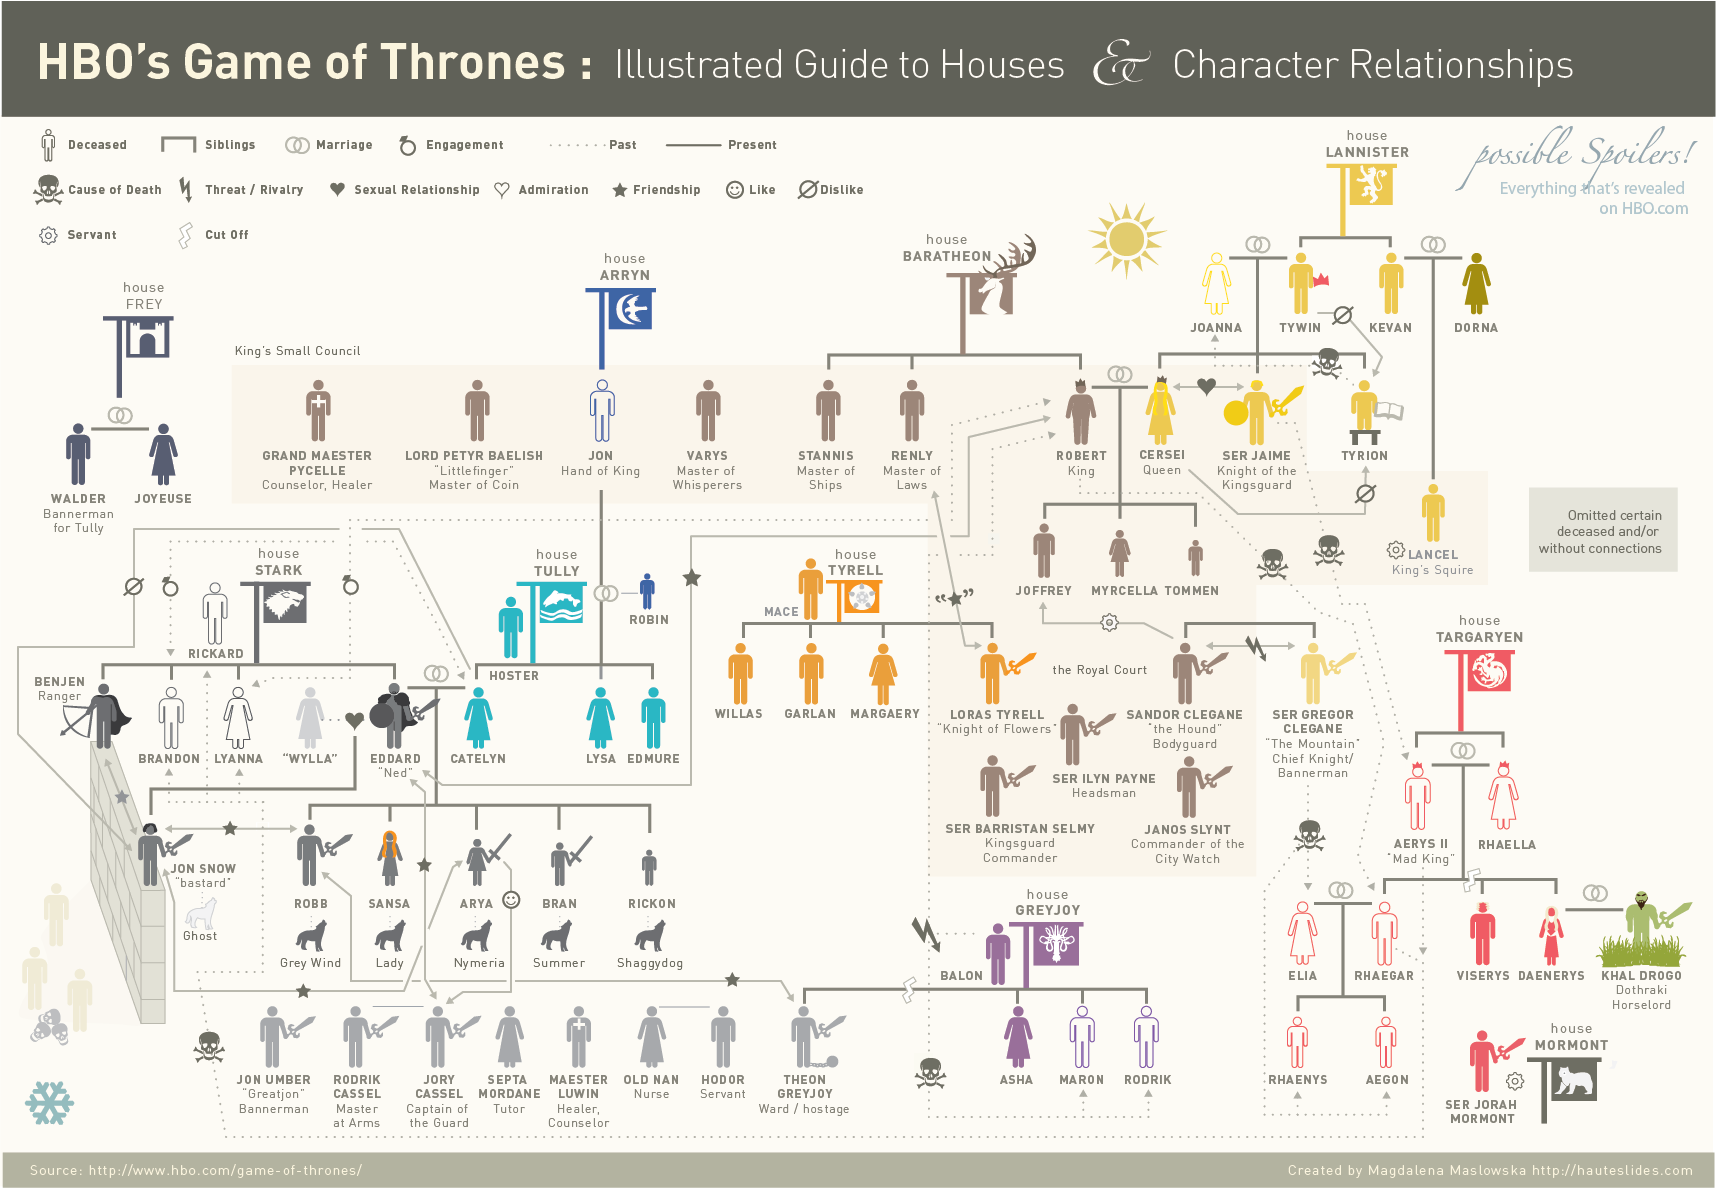 HBO's Game of Thrones : Illustrated Guide to Houses & Character Relationships
Deceased
Siblings
Marriage
Engagement
Past
Present
Cause of Death
Threat / Rivalry
Sexual Relationship
Admiration
Friendship
Like
Dislike
Servant
Cut Off
possible Spoilers!
Everything that's revealed
on HBO.com
house
LANNISTER
house
BARATHEON
house
ARRYN
house
FREY
JOANNA
TYWIN
KEVAN
DORNA
King's Small Council
GRAND MAESTER
PYCELLE
Counselor, Healer
LORD PETYR BAELISH
"Littlefinger"
Master of Coin
JON
Hand of King
VARYS
Master of
Whisperers
STANNIS
Master of
Ships
RENLY
Master of
Laws
ROBERT
King
CERSEI
Queen
SER JAIME
Knight of the
Kingsguard
TYRION
WALDER
Bannerman
for Tully
JOYEUSE
LANCEL
King's Squire
Omitted certain
deceased and/or
without connections
house
STARK
house
TULLY
house
TYRELL
RICKARD
HOSTER
ROBIN
MACE
JOFFREY
MYRCELLA
TOMMEN
" "
house
TARGARYEN
BENJEN
Ranger
BRANDON
LYANNA
"WYLLA"
EDDARD
"Ned"
CATELYN
LYSA
EDMURE
WILLAS
GARLAN
MARGAERY
LORAS TYRELL
"Knight of Flowers"
the Royal Court
SANDOR CLEGANE
"the Hound"
Bodyguard
SER GREGOR
CLEGANE
"The Mountain"
Chief Knight/
Bannerman
SER ILYN PAYNE
Headsman
SER BARRISTAN SELMY
Kingsguard
Commander
JANOS SLYNT
Commander of the
City Watch
AERYS II
"Mad King"
RHAELLA
JON SNOW
"bastard"
Ghost
ROBB
SANSA
ARYA
BRAN
RICKON
Grey Wind
Lady
Nymeria
Summer
Shaggydog
house
GREYJOY
BALON
ELIA
RHAEGAR
VISERYS
DAENERYS
KHAL DROGO
Dothraki
Horselord
JON UMBER
"Greatjon"
Bannerman
RODRIK
CASSEL
Master
at Arms
JORY
CASSEL
Captain of
the Guard
SEPTA
MORDANE
Tutor
MAESTER
LUWIN
Healer,
Counselor
OLD NAN
Nurse
HODOR
Servant
THEON
GREYJOY
Ward / hostage
ASHA
MARON
RODRIK
RHAENYS
AEGON
SER JORAH
MORMONT
house
MORMONT
Source: http://www.hbo.com/game-of-thrones/
Created by Magdalena Maslowska http://hauteslides.com